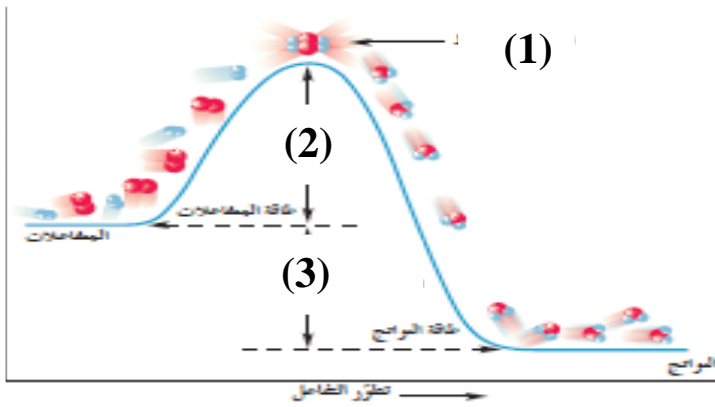 (1)
(2)
طاقة المتفاعلات
المتفاعلات
(3)
طاقة النواتج
النواتج
تطوّر التفاعل